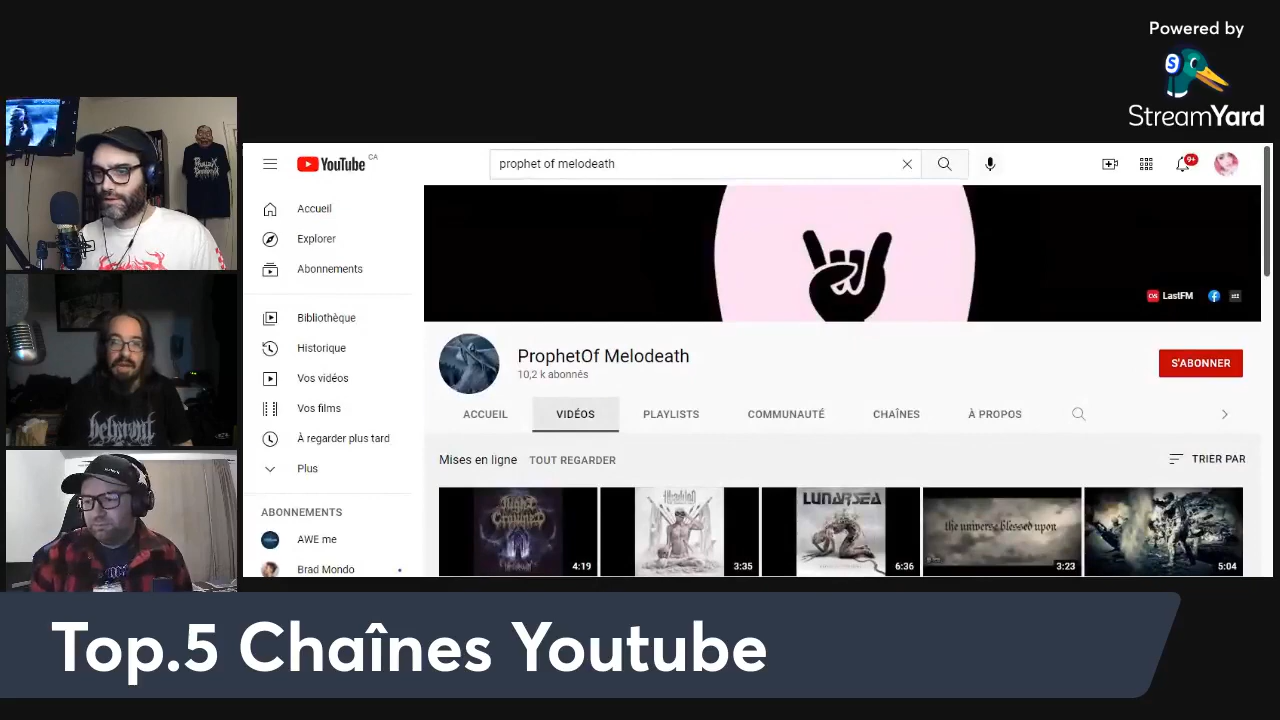 Powered by
StreamYard
YouTube CA
prophet of melodeath
9+
Accueil
Explorer
Abonnements
Bibliothèque
Historique
Vos vidéos
Vos films
À regarder plus tard
Plus
ABONNEMENTS
AWE me
Brad Mondo
LastFM
ProphetOf Melodeath
10,2 k abonnés
S'ABONNER
ACCUEIL VIDÉOS PLAYLISTS COMMUNAUTÉ CHAÎNES À PROPOS
Mises en ligne TOUT REGARDER TRIER PAR
NIGHT CROWNED
LUNARSEA
the universe blessed upon
4:19 3:35 6:36 3:23 5:04
Top.5 Chaînes Youtube